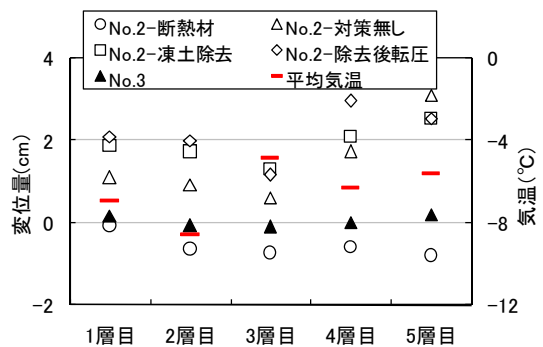 No.2-断熱材 No.2-対策無し
No.2-凍土除去 No.2-除去後転圧
No.3 平均気温
変位量(cm)
4
2
0
-2
気温(℃)
0
-4
-8
-12
1層目 2層目 3層目 4層目 5層目